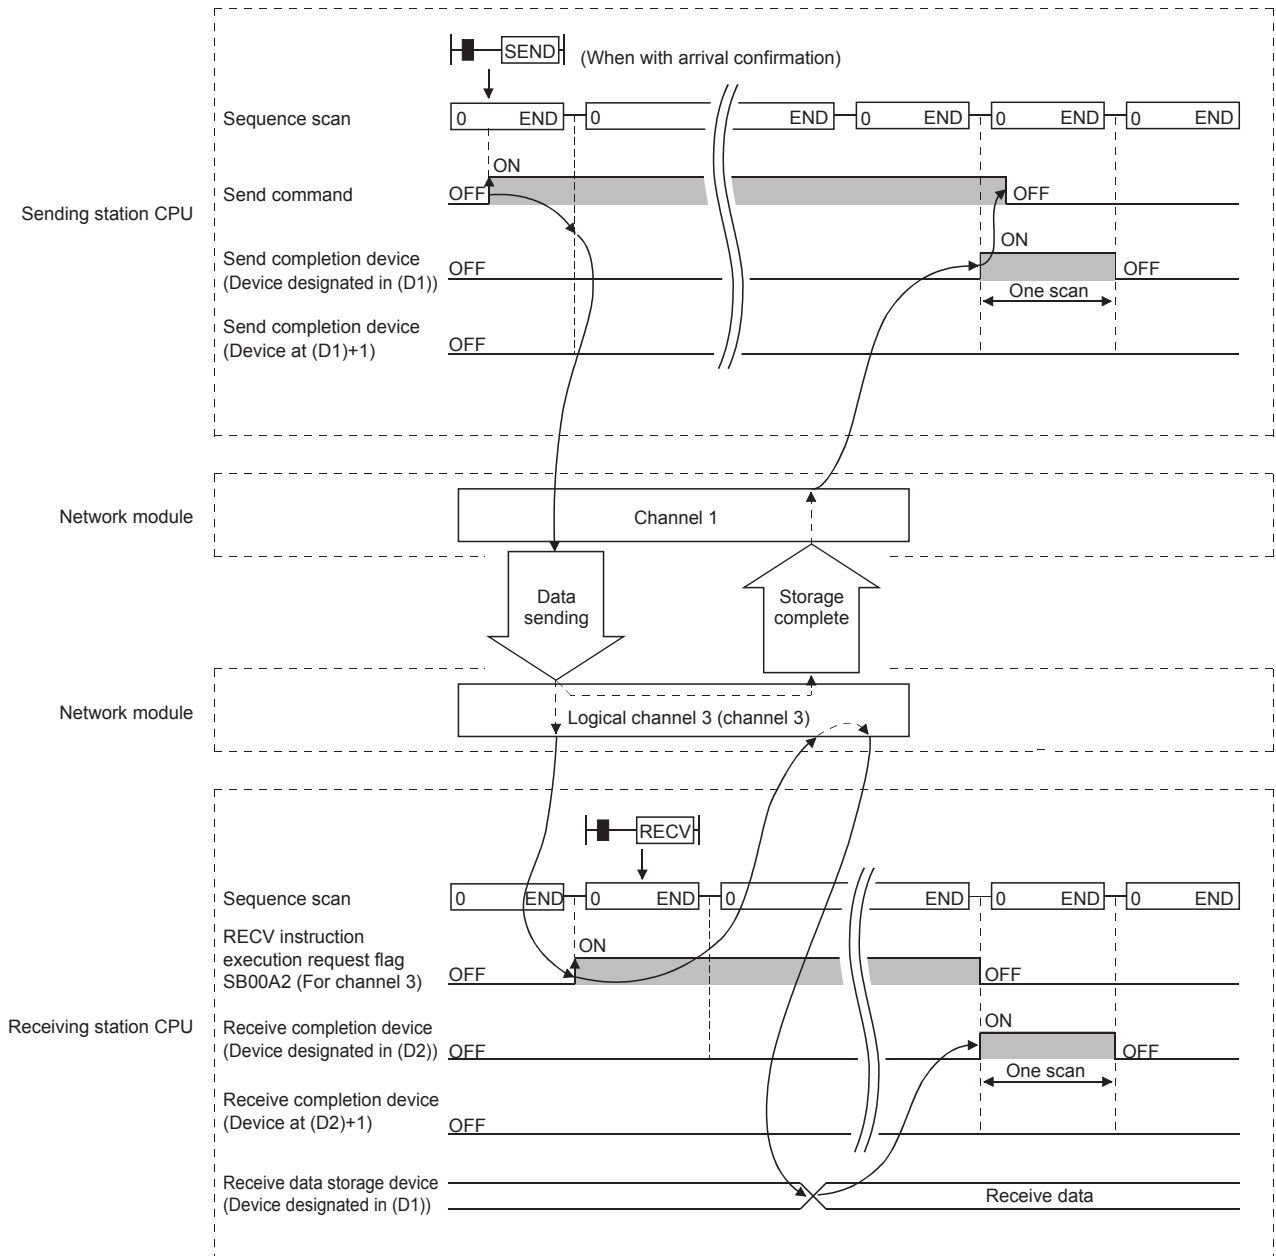 SEND
(When with arrival confirmation)
Sequence scan
0 END 0 END 0 END 0 END 0 END
ON
Send command
OFF
OFF
Sending station CPU
Send completion device
(Device designated in (D1))
OFF
ON
OFF
One scan
Send completion device
(Device at (D1)+1)
OFF
Network module
Channel 1
Data
sending
Storage
complete
Network module
Logical channel 3 (channel 3)
RECV
Sequence scan
0 END 0 END 0 END 0 END 0 END
RECV instruction
execution request flag
SB00A2 (For channel 3)
OFF
ON
OFF
Receiving station CPU
Receive completion device
(Device designated in (D2))
OFF
ON
OFF
One scan
Receive completion device
(Device at (D2)+1)
OFF
Receive data storage device
(Device designated in (D1))
Receive data